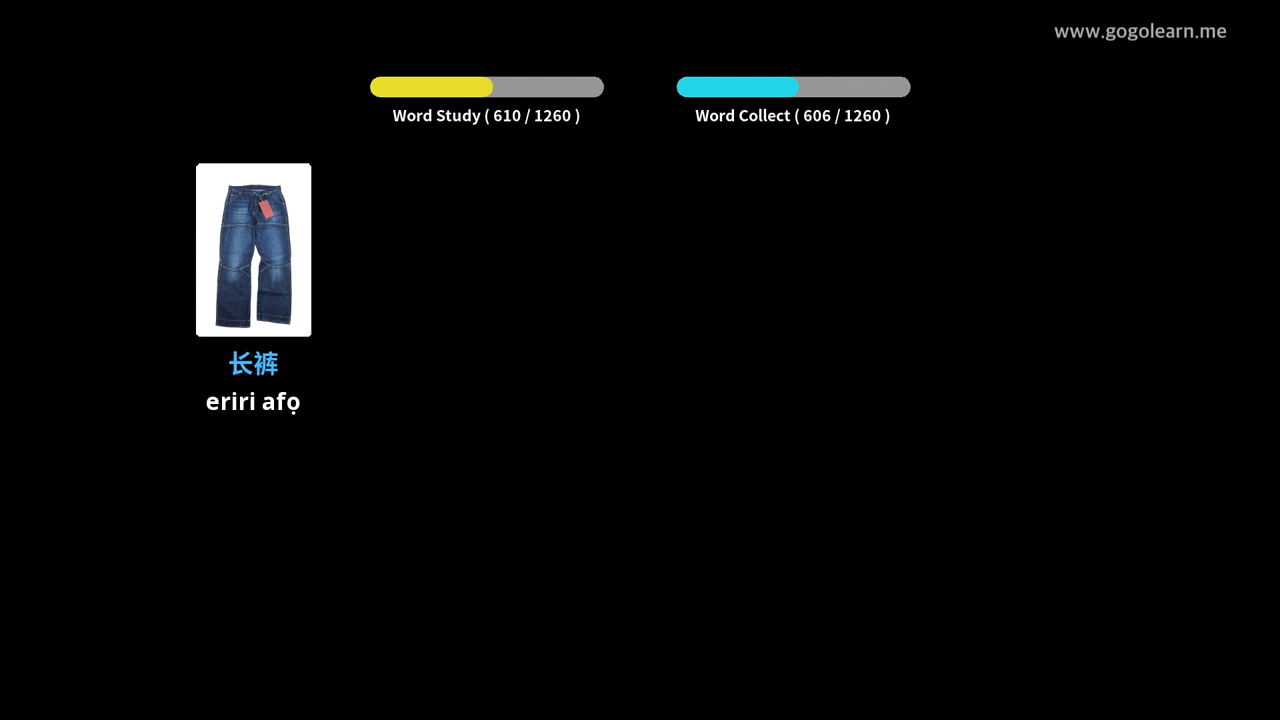 www.gogolearn.me
Word Study ( 610 / 1260 )
Word Collect ( 606 / 1260 )
长裤
eriri afọ